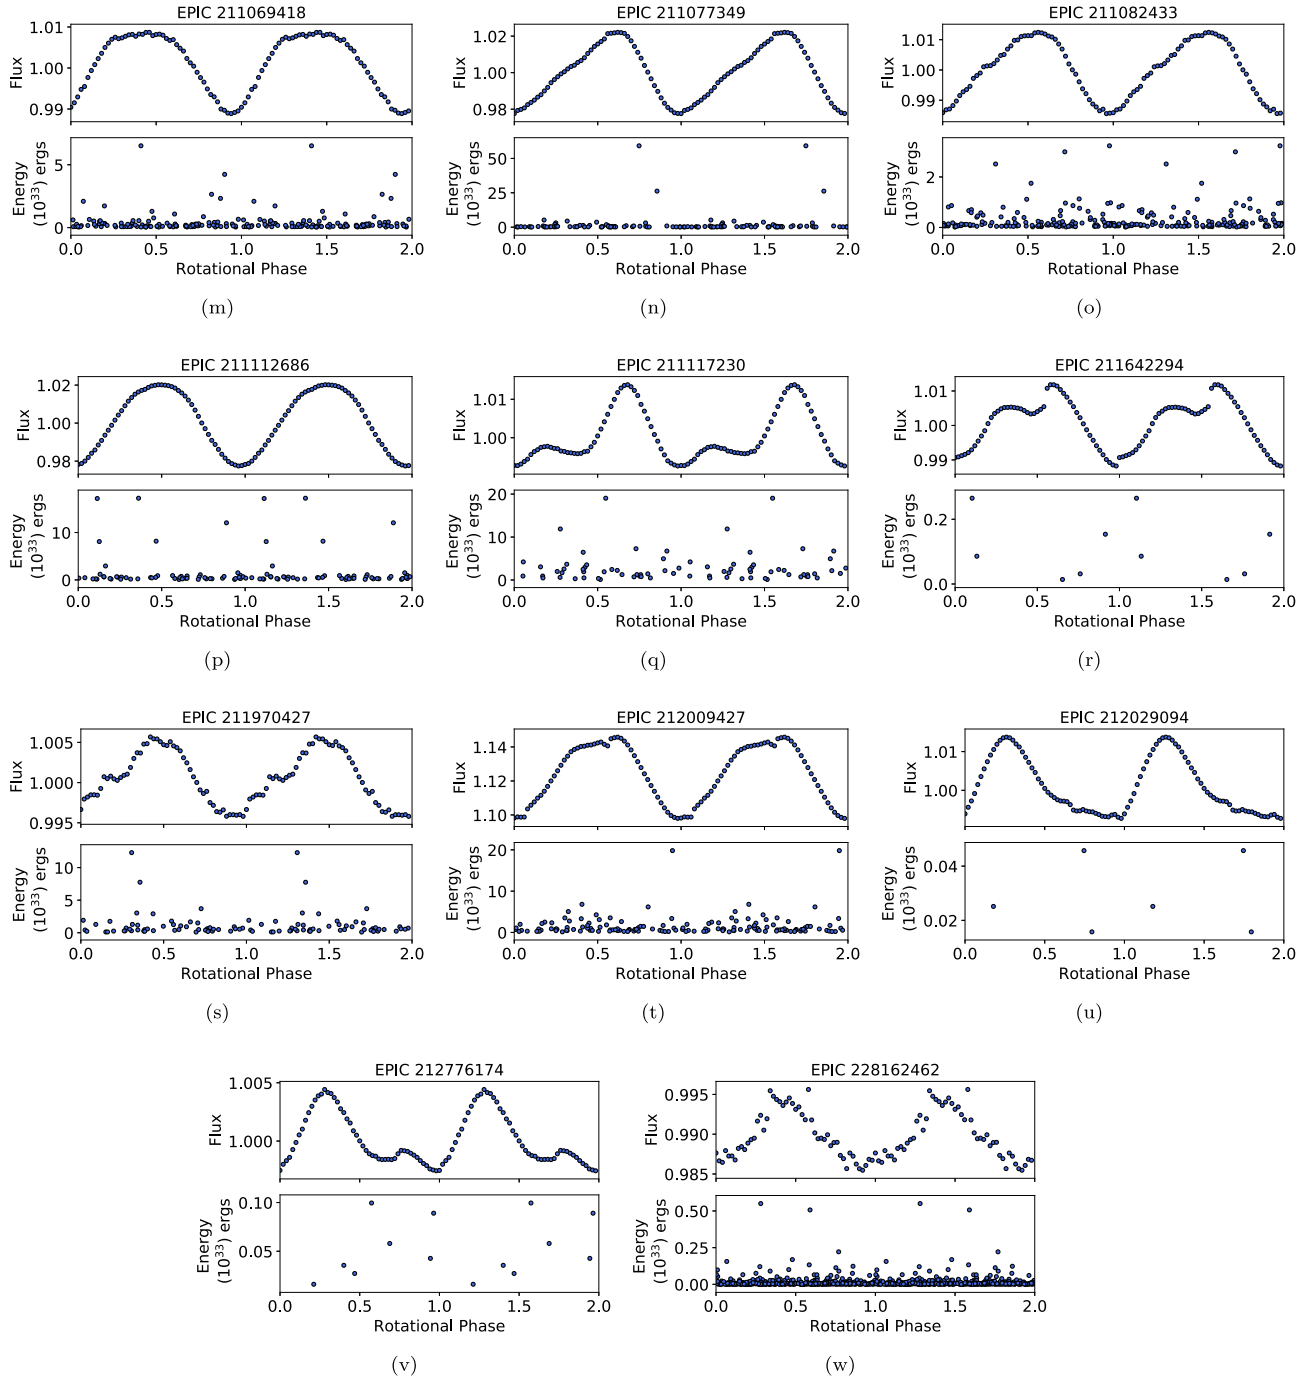 EPIC 211069418
EPIC 211077349
EPIC 211082433
1.01
1.00
0.99
Flux
1.02
1.00
0.98
Flux
1.01
1.00
0.99
Flux
5
0
Energy
(10^33) ergs
50
25
0
Energy
(10^33) ergs
2
0
Energy
(10^33) ergs
0.0 0.5 1.0 1.5 2.0
0.0 0.5 1.0 1.5 2.0
0.0 0.5 1.0 1.5 2.0
Rotational Phase
Rotational Phase
Rotational Phase
(m)
(n)
(o)
EPIC 211112686
EPIC 211117230
EPIC 211642294
1.02
1.00
0.98
Flux
1.01
1.00
Flux
1.01
1.00
0.99
Flux
10
0
Energy
(10^33) ergs
20
10
0
Energy
(10^33) ergs
0.2
0.0
Energy
(10^33) ergs
0.0 0.5 1.0 1.5 2.0
0.0 0.5 1.0 1.5 2.0
0.0 0.5 1.0 1.5 2.0
Rotational Phase
Rotational Phase
Rotational Phase
(p)
(q)
(r)
EPIC 211970427
EPIC 212009427
EPIC 212029094
1.005
1.000
0.995
Flux
1.14
1.12
1.10
Flux
1.01
1.00
Flux
10
5
0
Energy
(10^33) ergs
20
10
0
Energy
(10^33) ergs
0.04
0.02
Energy
(10^33) ergs
0.0 0.5 1.0 1.5 2.0
0.0 0.5 1.0 1.5 2.0
0.0 0.5 1.0 1.5 2.0
Rotational Phase
Rotational Phase
Rotational Phase
(s)
(t)
(u)
EPIC 212776174
EPIC 228162462
1.005
1.000
Flux
0.995
0.990
0.985
Flux
0.10
0.05
Energy
(10^33) ergs
0.50
0.25
0.00
Energy
(10^33) ergs
0.0 0.5 1.0 1.5 2.0
0.0 0.5 1.0 1.5 2.0
Rotational Phase
Rotational Phase
(v)
(w)